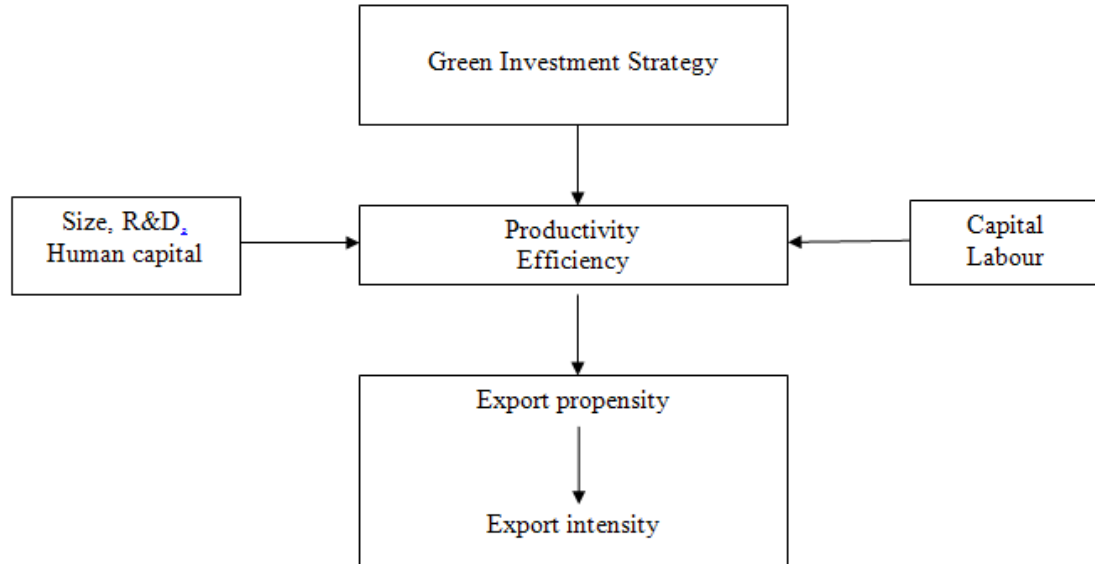 Green Investment Strategy
Size, R&D,
Human capital
Productivity
Efficiency
Capital
Labour
Export propensity
Export intensity